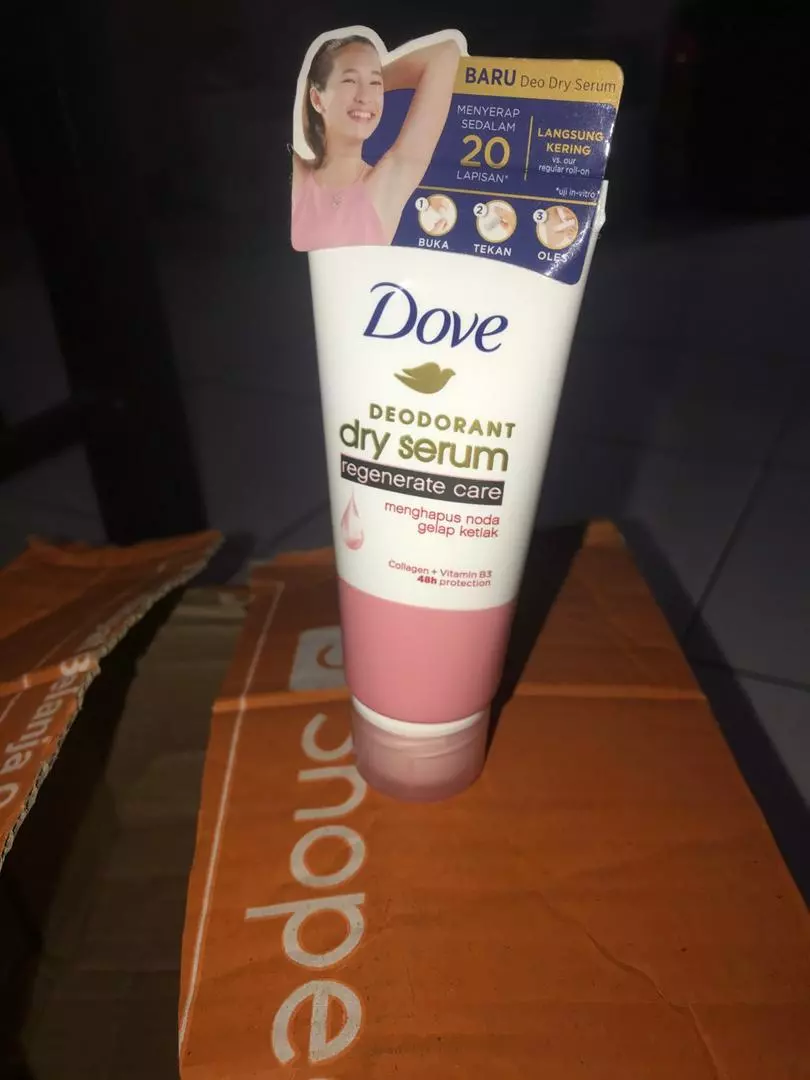 BARU Deo Dry Serum
MENYERAP
SEDALAM
20
LAPISAN*
LANGSUNG
KERING
vs. our
regular roll-on
*uji in-vitro
1
2
3
BUKA
TEKAN
OLES
Dove
DEODORANT
dry serum
regenerate care
menghapus noda
gelap ketiak
Collagen + Vitamin B3
48h protection
Shopee
Belanja